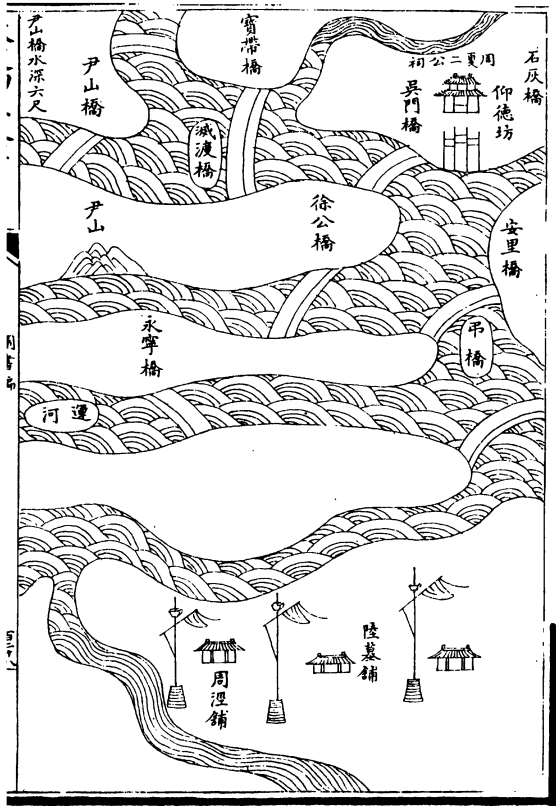 石灰橋
周夏二公祠
仰德坊
吳門橋
寶帶橋
尹山橋
尹山橋水深六尺
滅渡橋
安里橋
徐公橋
尹山
吊橋
永寧橋
運河
陸墓鋪
周涇鋪